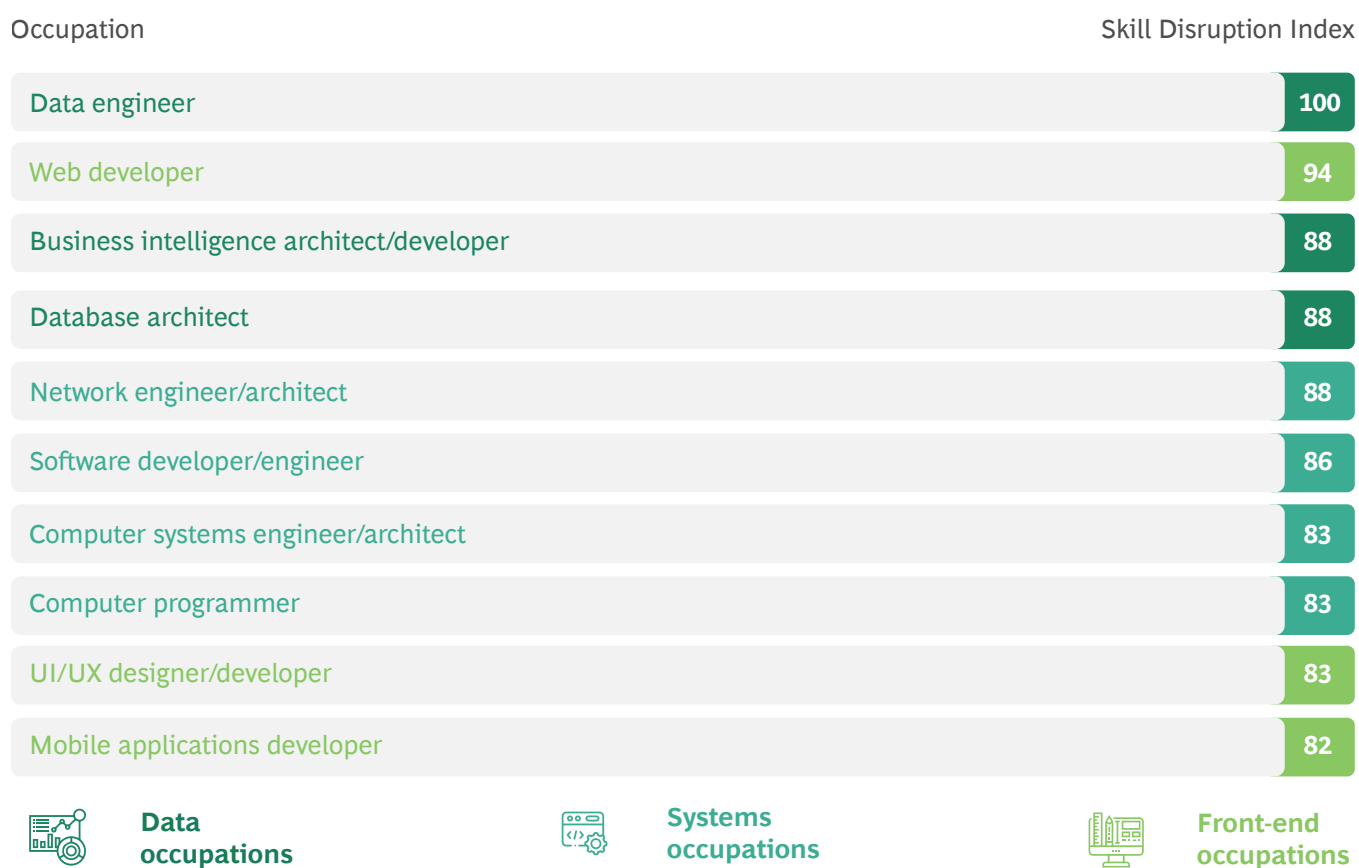 Occupation Skill Disruption Index
Data engineer 100
Web developer 94
Business intelligence architect/developer 88
Database architect 88
Network engineer/architect 88
Software developer/engineer 86
Computer systems engineer/architect 83
Computer programmer 83
UI/UX designer/developer 83
Mobile applications developer 82
Data
occupations
Systems
occupations
Front-end
occupations